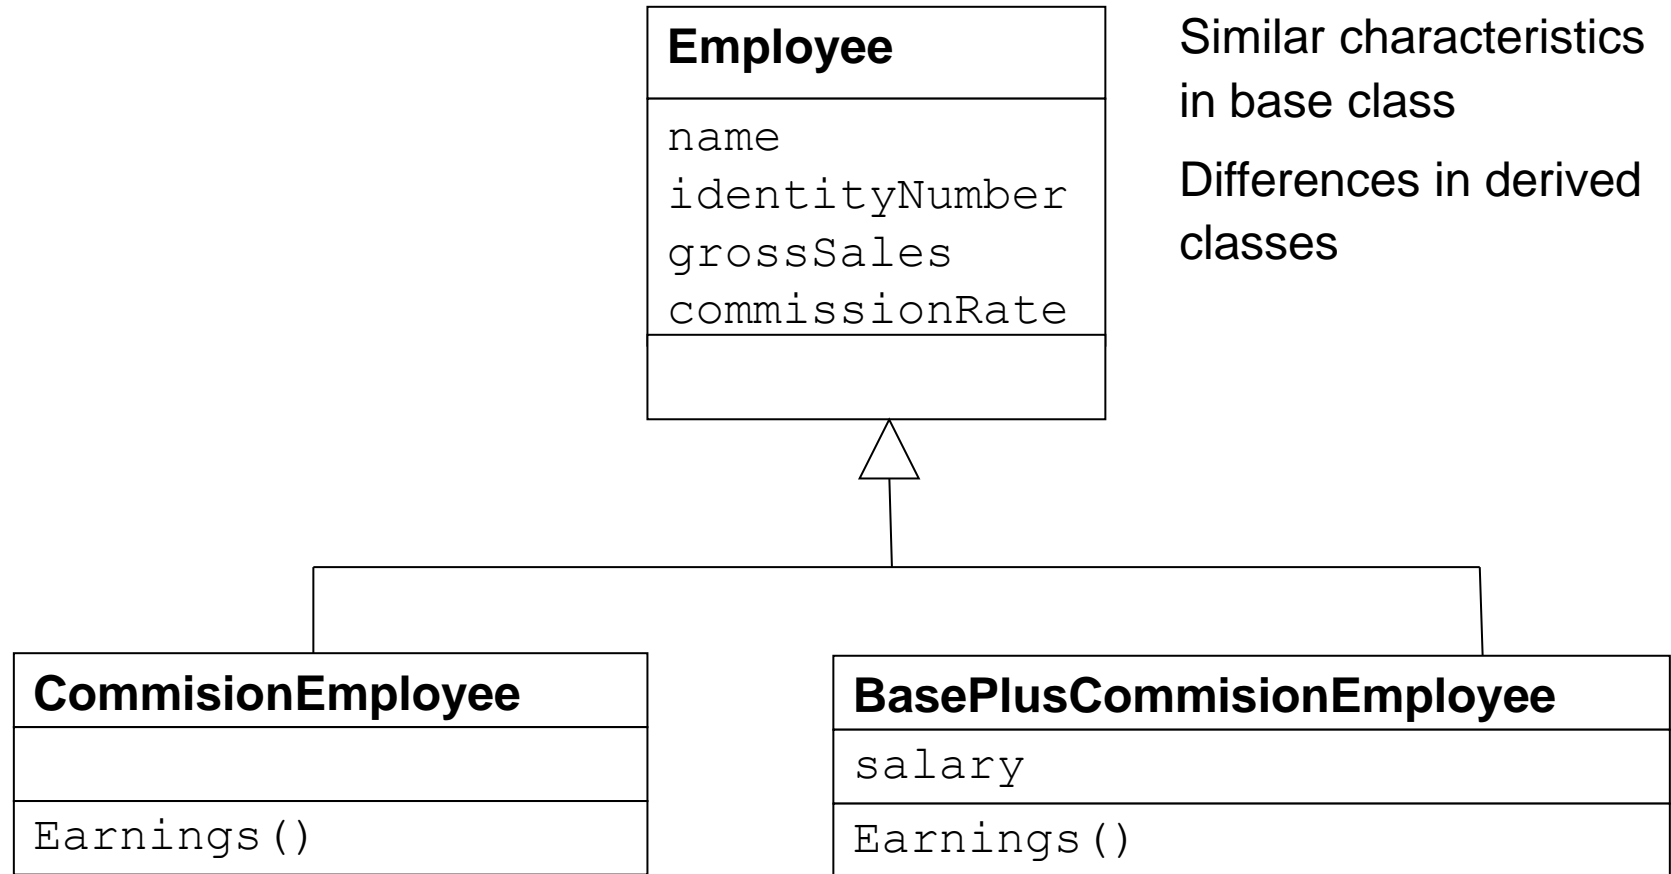 Employee
name
identityNumber
grossSales
commissionRate
Similar characteristics
in base class
Differences in derived
classes
CommisionEmployee
Earnings()
BasePlusCommisionEmployee
salary
Earnings()